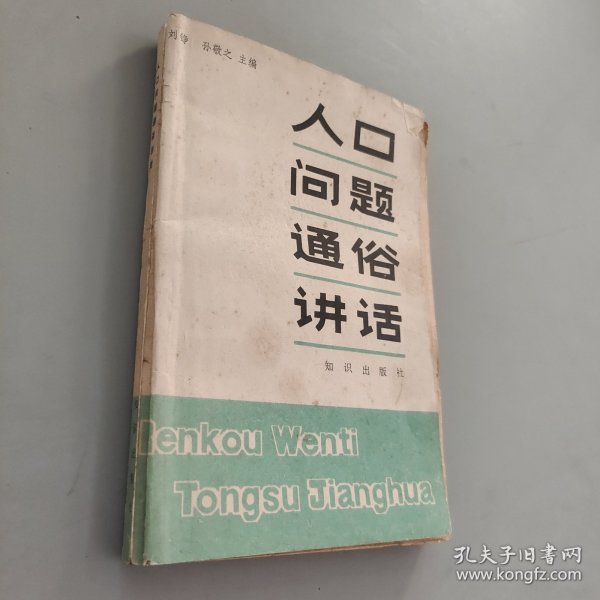 刘铮 孙敬之 主编
人口
问题
通俗
讲话
知识出版社
Renkou Wenti
Tongsu Jianghua
孔夫子旧书网
www.kongfz.com